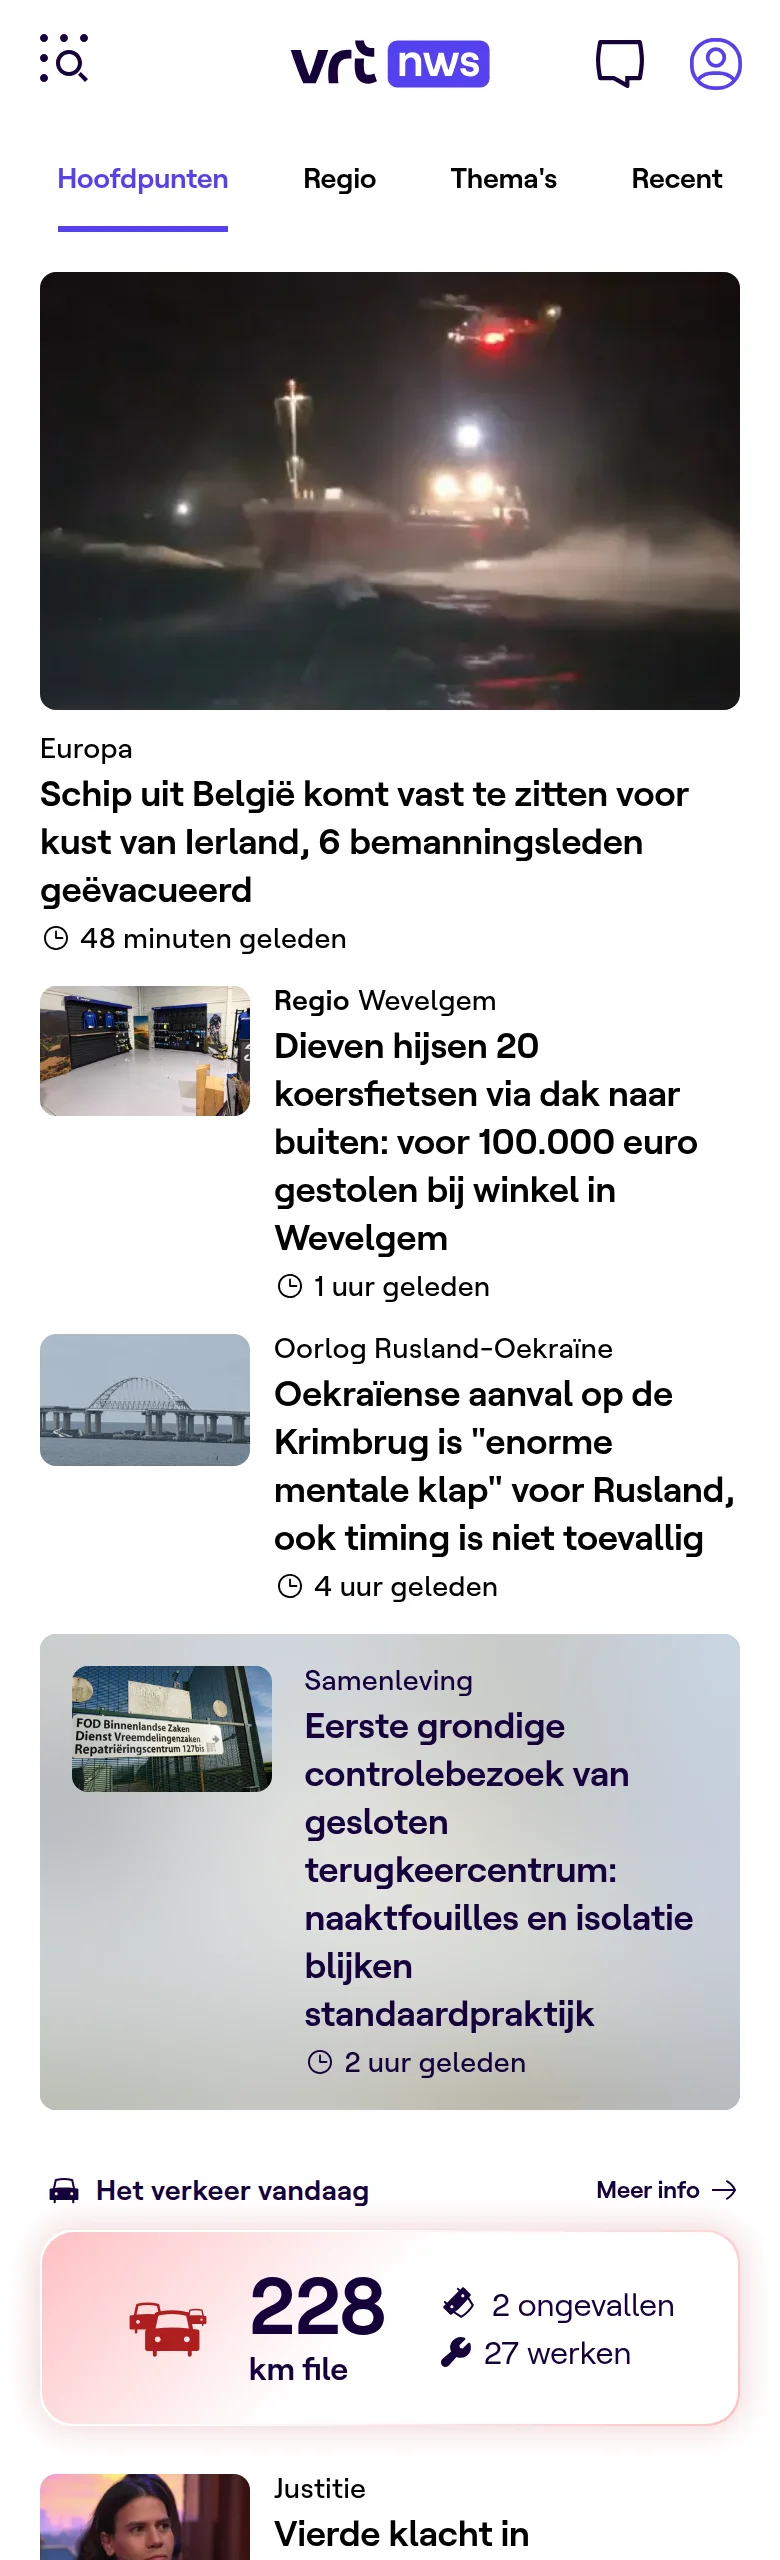 vrt nws
Hoofdpunten Regio Thema's Recent
Europa
Schip uit België komt vast te zitten voor
kust van Ierland, 6 bemanningsleden
geëvacueerd
48 minuten geleden
Regio Wevelgem
Dieven hijsen 20
koersfietsen via dak naar
buiten: voor 100.000 euro
gestolen bij winkel in
Wevelgem
1 uur geleden
Oorlog Rusland-Oekraïne
Oekraïense aanval op de
Krimbrug is "enorme
mentale klap" voor Rusland,
ook timing is niet toevallig
4 uur geleden
FOD Binnenlandse Zaken
Dienst Vreemdelingenzaken
Repatriëringscentrum 127bis
Samenleving
Eerste grondige
controlebezoek van
gesloten
terugkeercentrum:
naaktfouilles en isolatie
blijken
standaardpraktijk
2 uur geleden
Het verkeer vandaag
Meer info
228
km file
2 ongevallen
27 werken
Justitie
Vierde klacht in